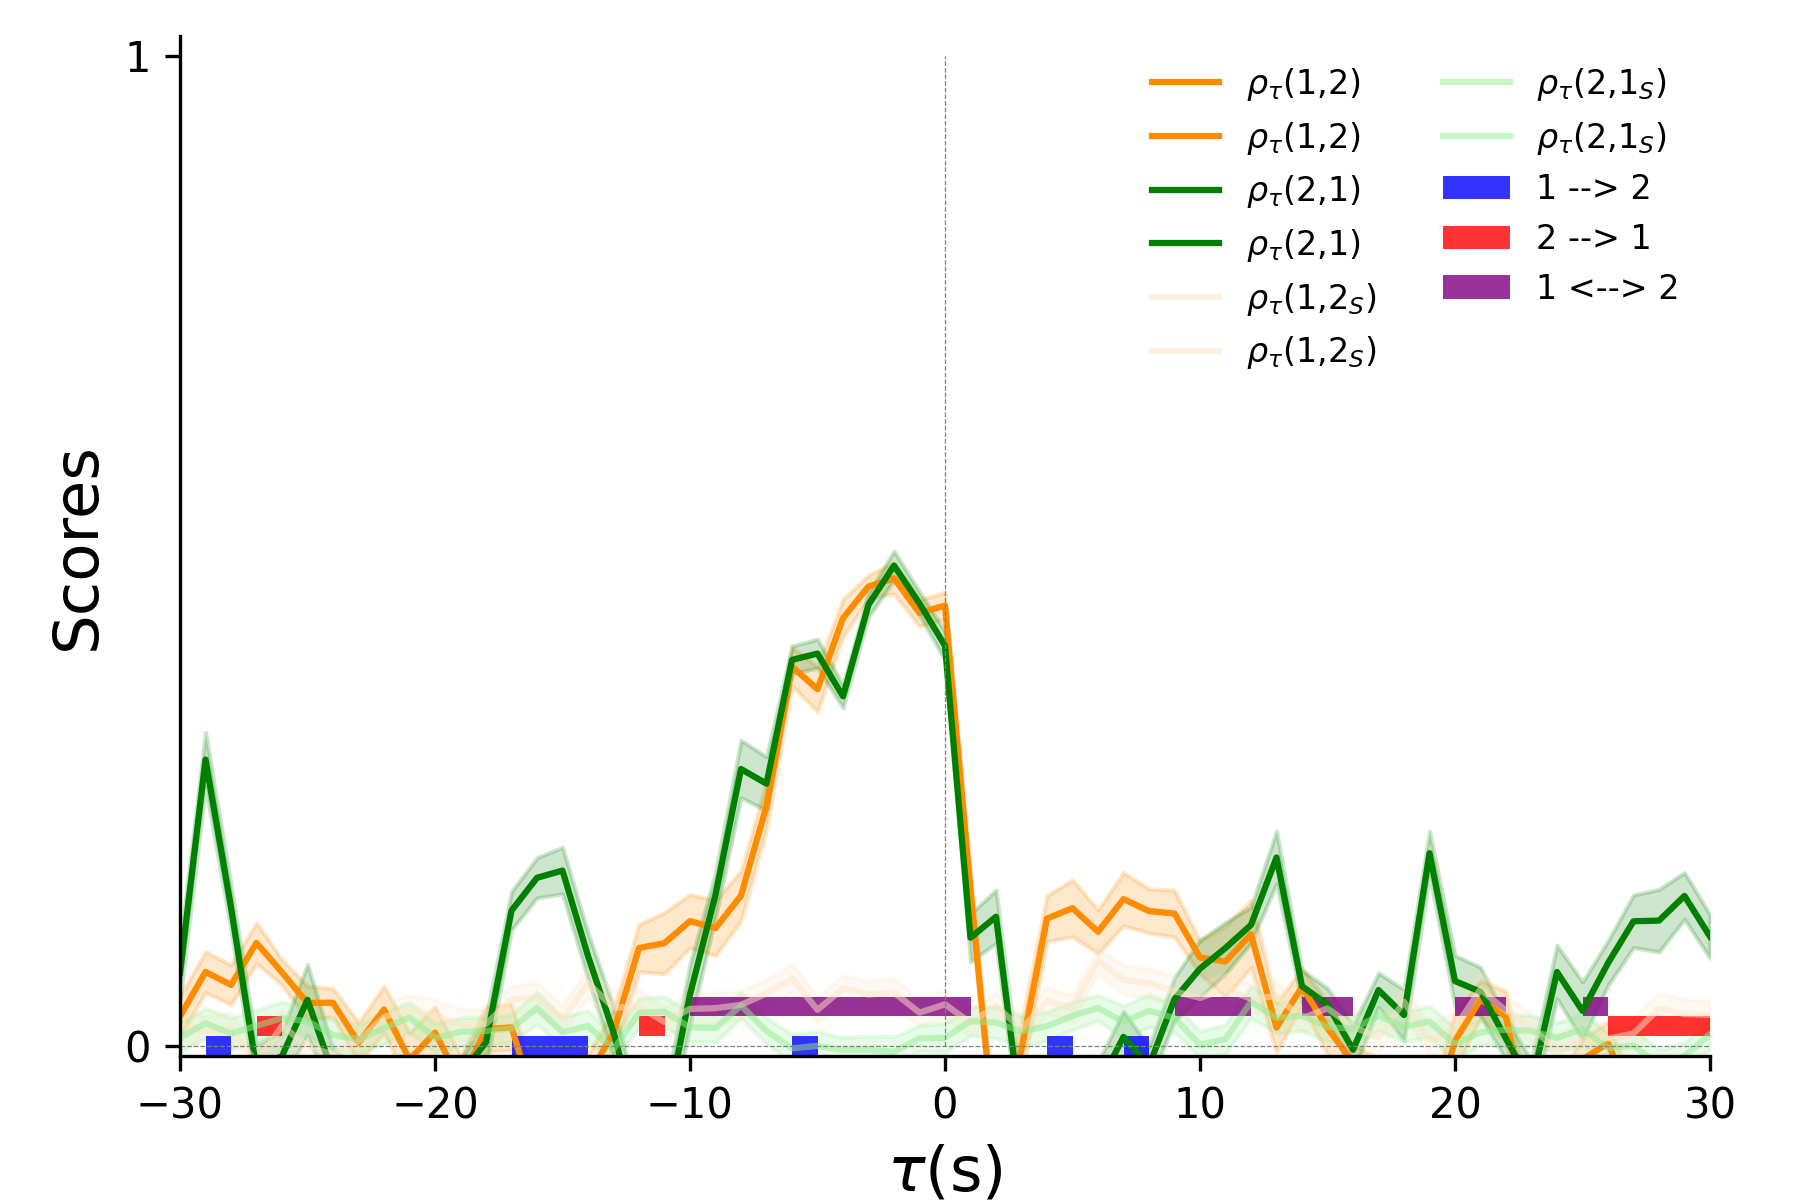 1
ρτ(1,2)
ρτ(1,2)
ρτ(2,1)
ρτ(2,1)
ρτ(1,2S)
ρτ(1,2S)
ρτ(2,1S)
ρτ(2,1S)
1 --> 2
2 --> 1
1 <--> 2
Scores
0
−30 −20 −10 0 10 20 30
τ(s)